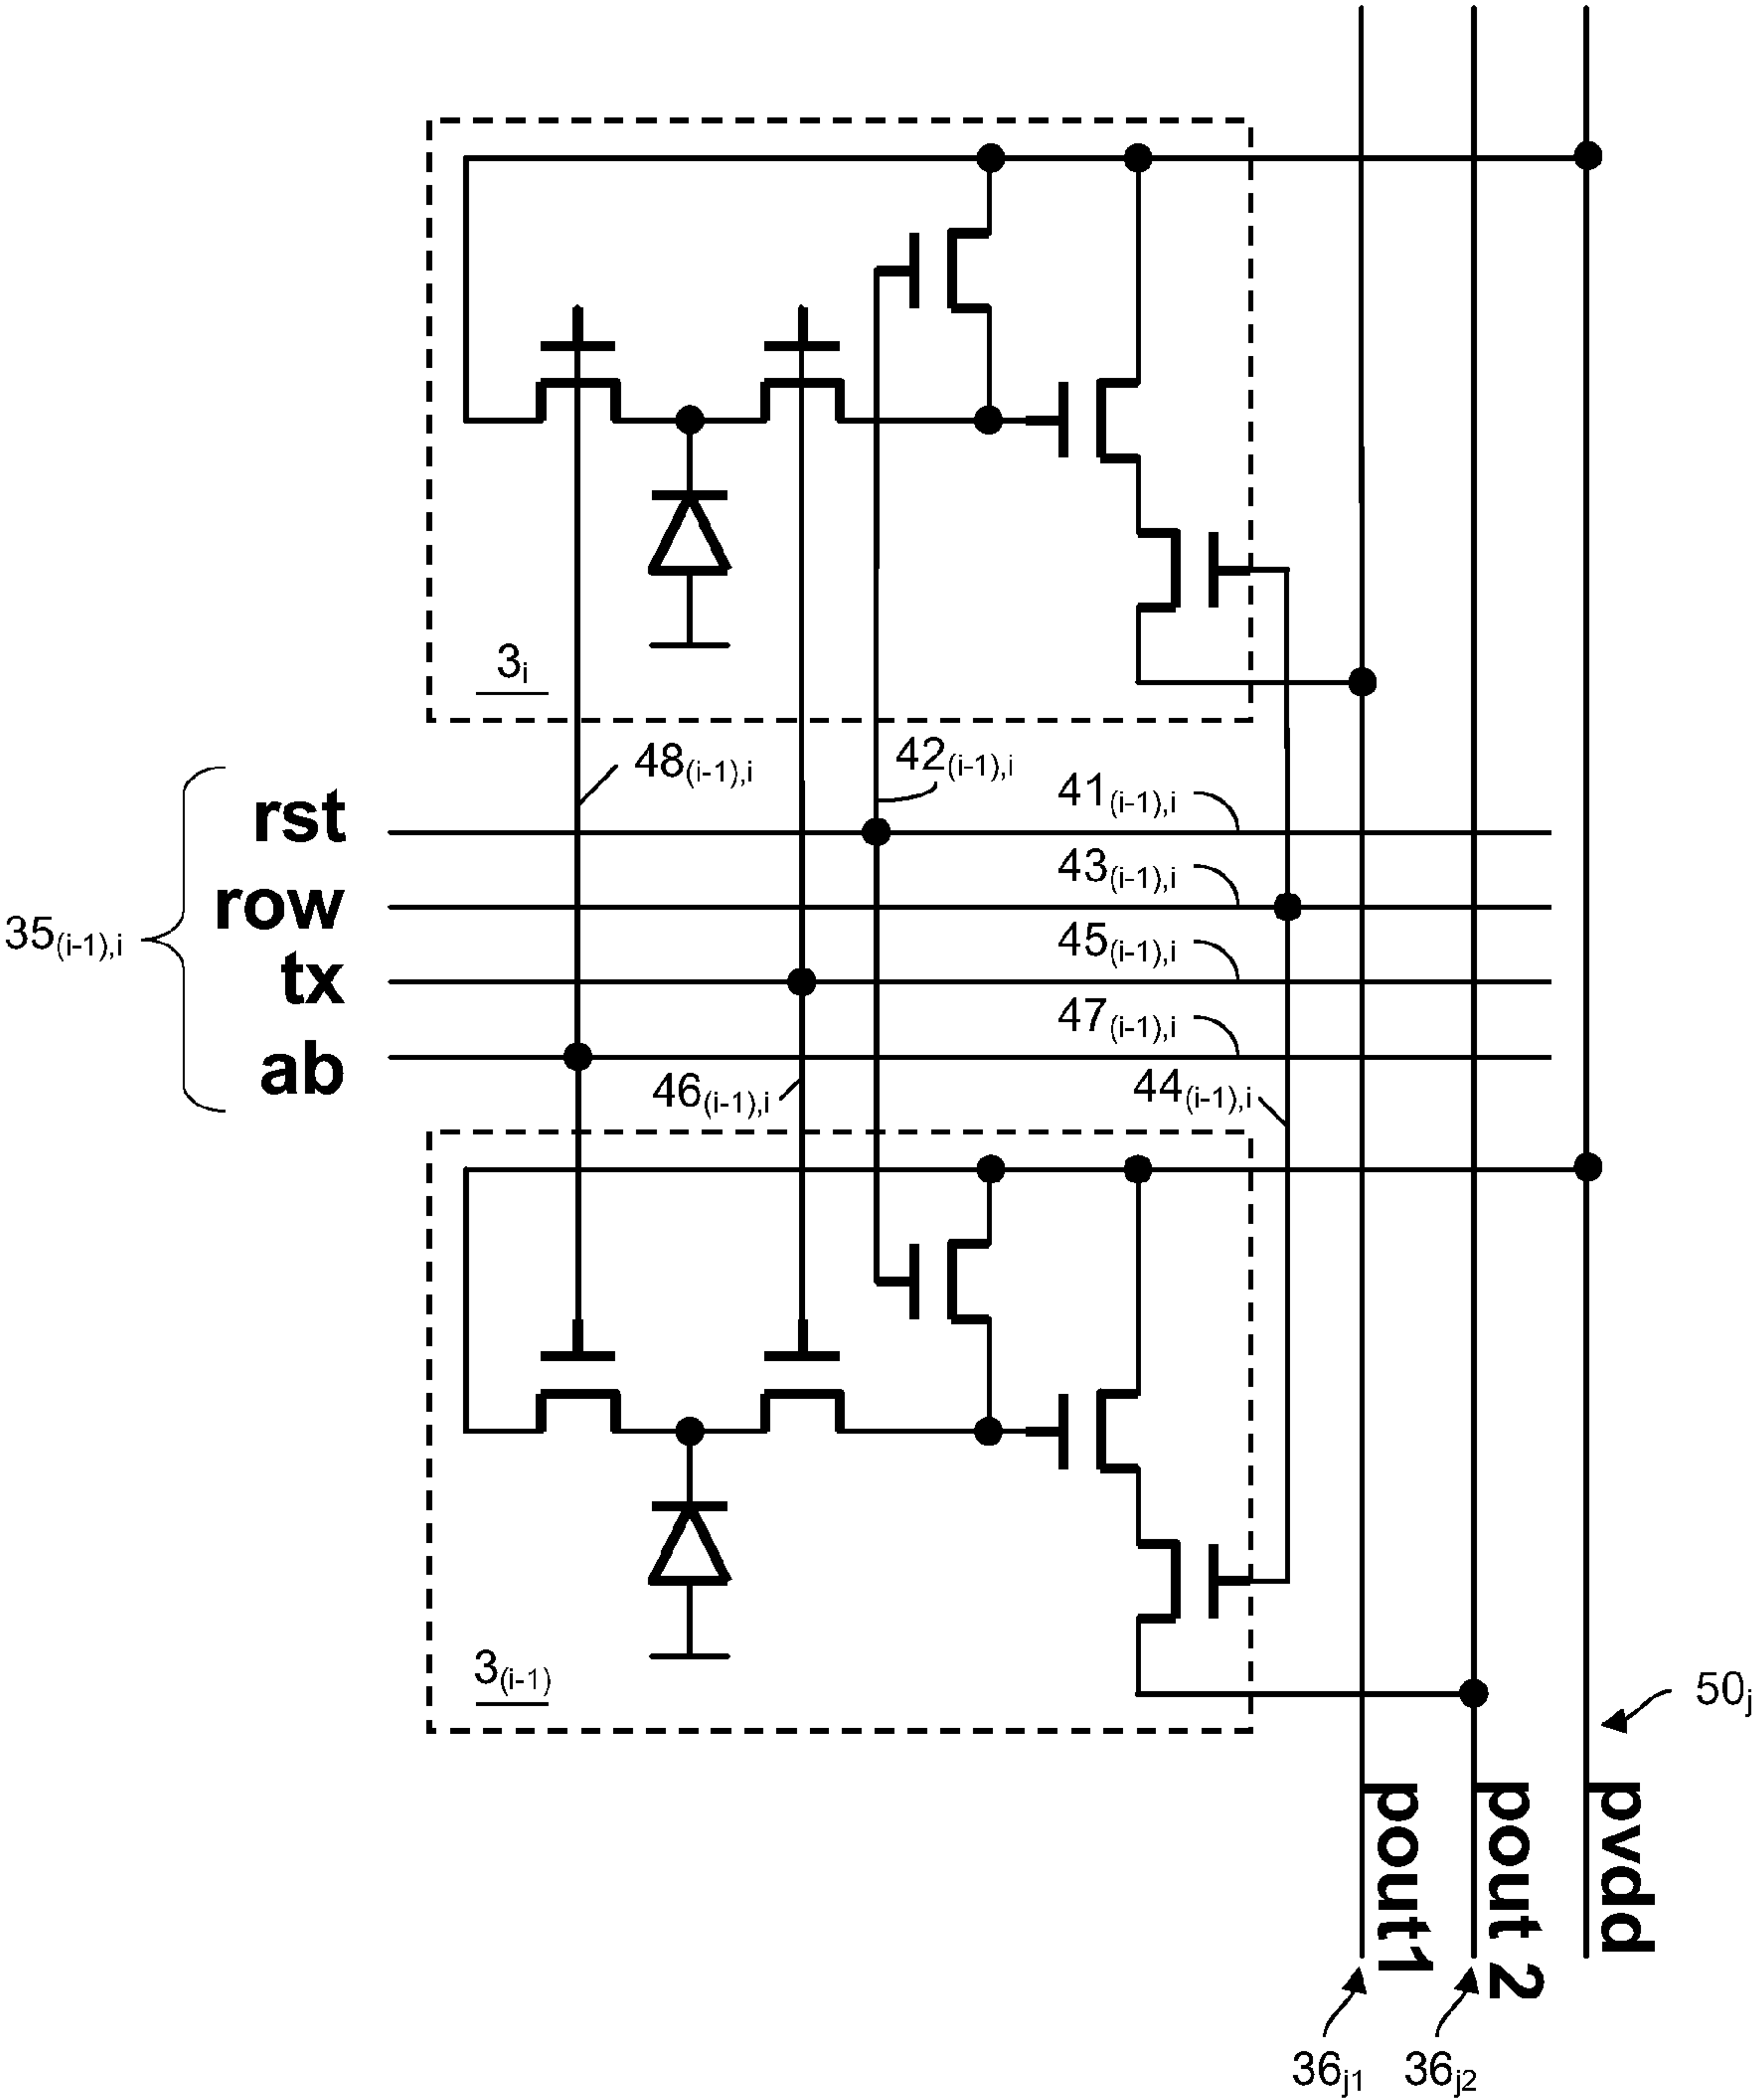 3i
48(i-1),i
42(i-1),i
rst
41(i-1),i
row
43(i-1),i
35(i-1),i
tx
45(i-1),i
ab
47(i-1),i
46(i-1),i
44(i-1),i
3(i-1)
50j
pout1
pout 2
pvdd
36j1
36j2